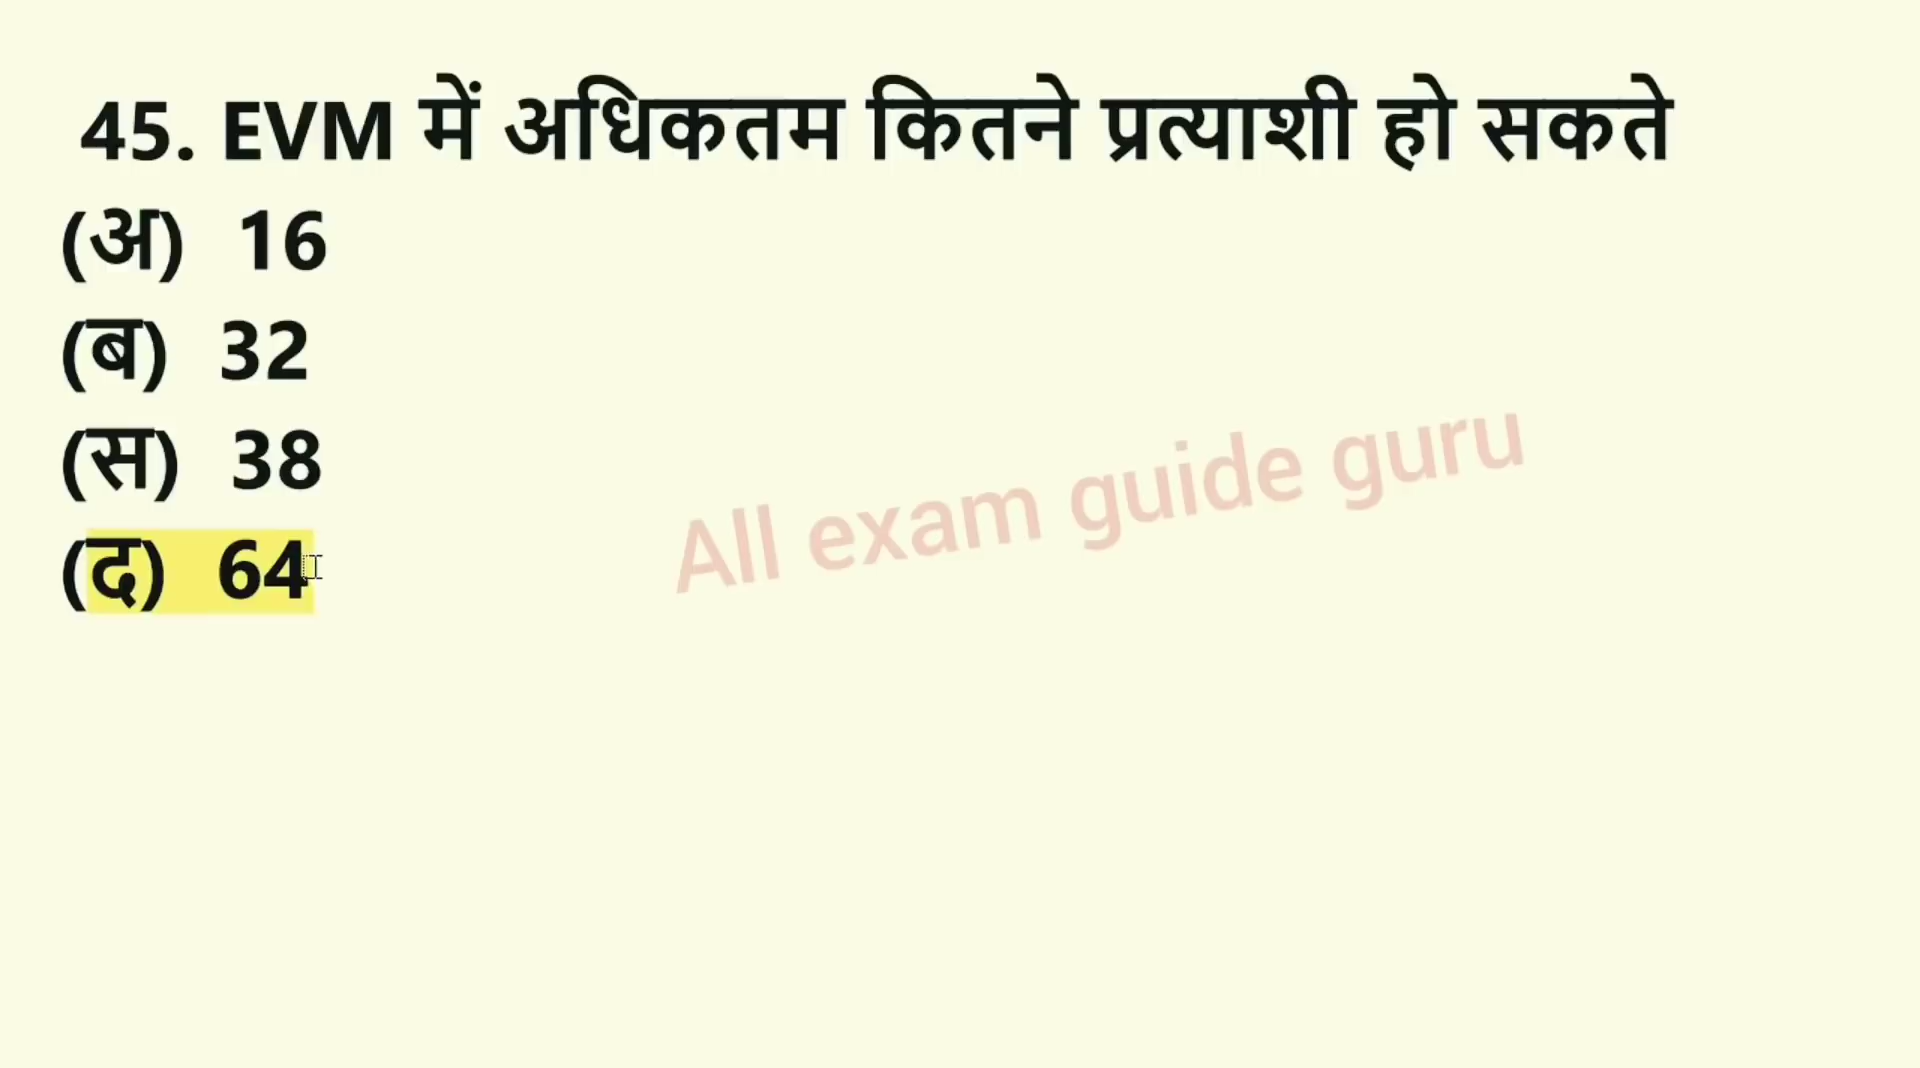 45. EVM में अधिकतम कितने प्रत्याशी हो सकते
(अ) 16
(ब) 32
(स) 38
(द) 64
All exam guide guru